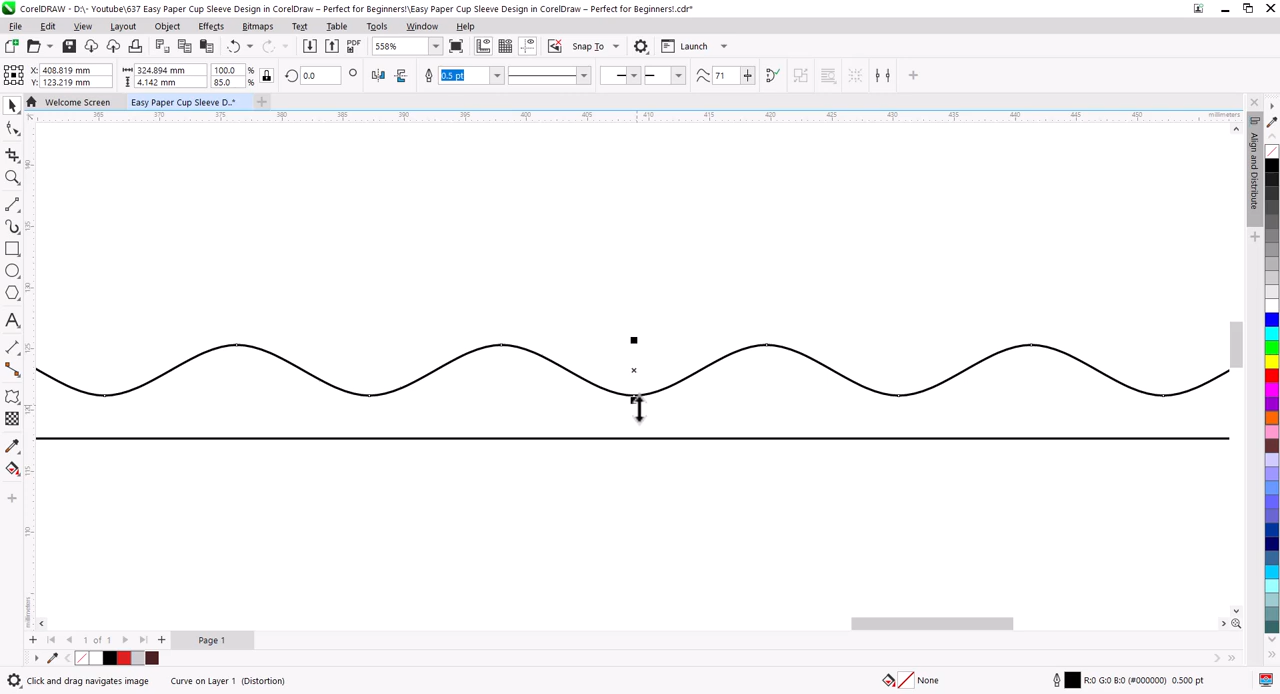 CorelDRAW - D:\- Youtube\637 Easy Paper Cup Sleeve Design in CorelDraw – Perfect for Beginners!\Easy Paper Cup Sleeve Design in CorelDraw – Perfect for Beginners!.cdr*
File Edit View Layout Object Effects Bitmaps Text Table Tools Window Help
PDF 558% Snap To Launch
X: 408.819 mm 324.894 mm 100.0 %
Y: 123.219 mm 4.142 mm 85.0 %
0.0 ° 0.5 pt 71
Welcome Screen Easy Paper Cup Sleeve D..*
365 370 375 380 385 390 395 400 405 410 415 420 425 430 435 440 445 450 millimeters
Align and Distribute
1 of 1 Page 1
Click and drag navigates image Curve on Layer 1 (Distortion) None R:0 G:0 B:0 (#000000) 0.500 pt